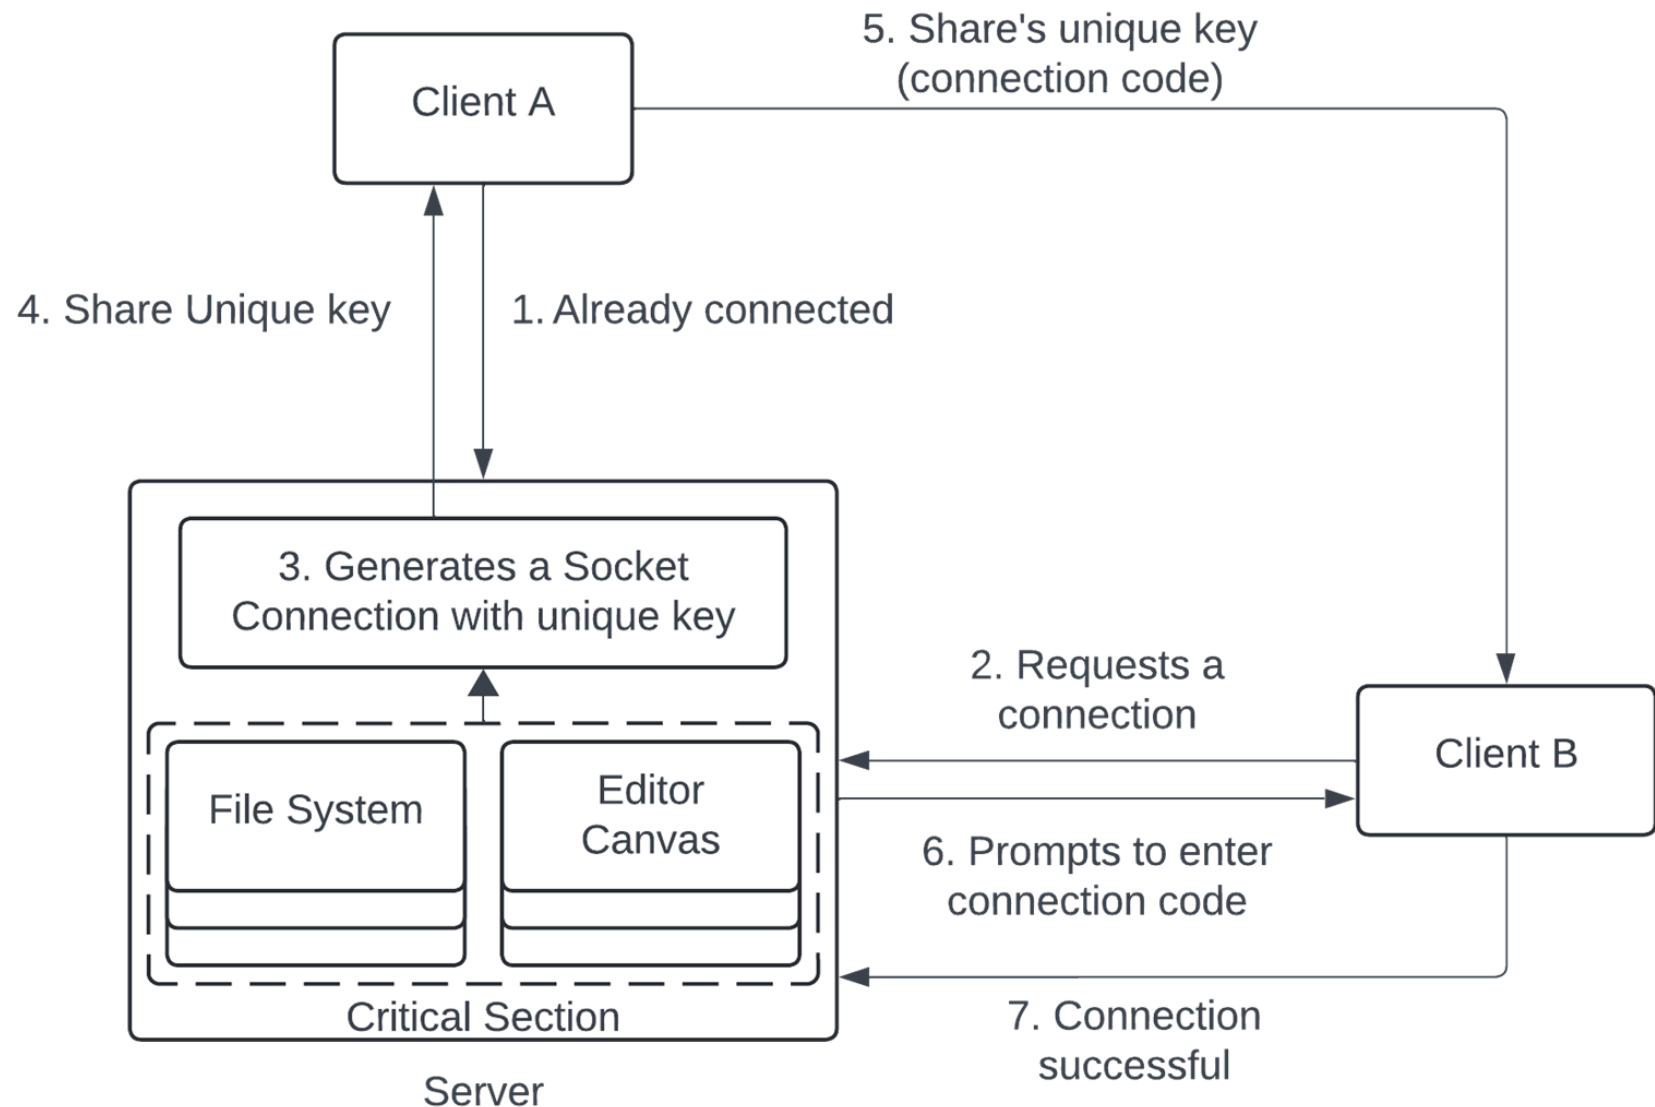 5. Share's unique key
(connection code)
Client A
4. Share Unique key
1. Already connected
3. Generates a Socket
Connection with unique key
2. Requests a
connection
Client B
File System
Editor
Canvas
6. Prompts to enter
connection code
Critical Section
7. Connection
successful
Server